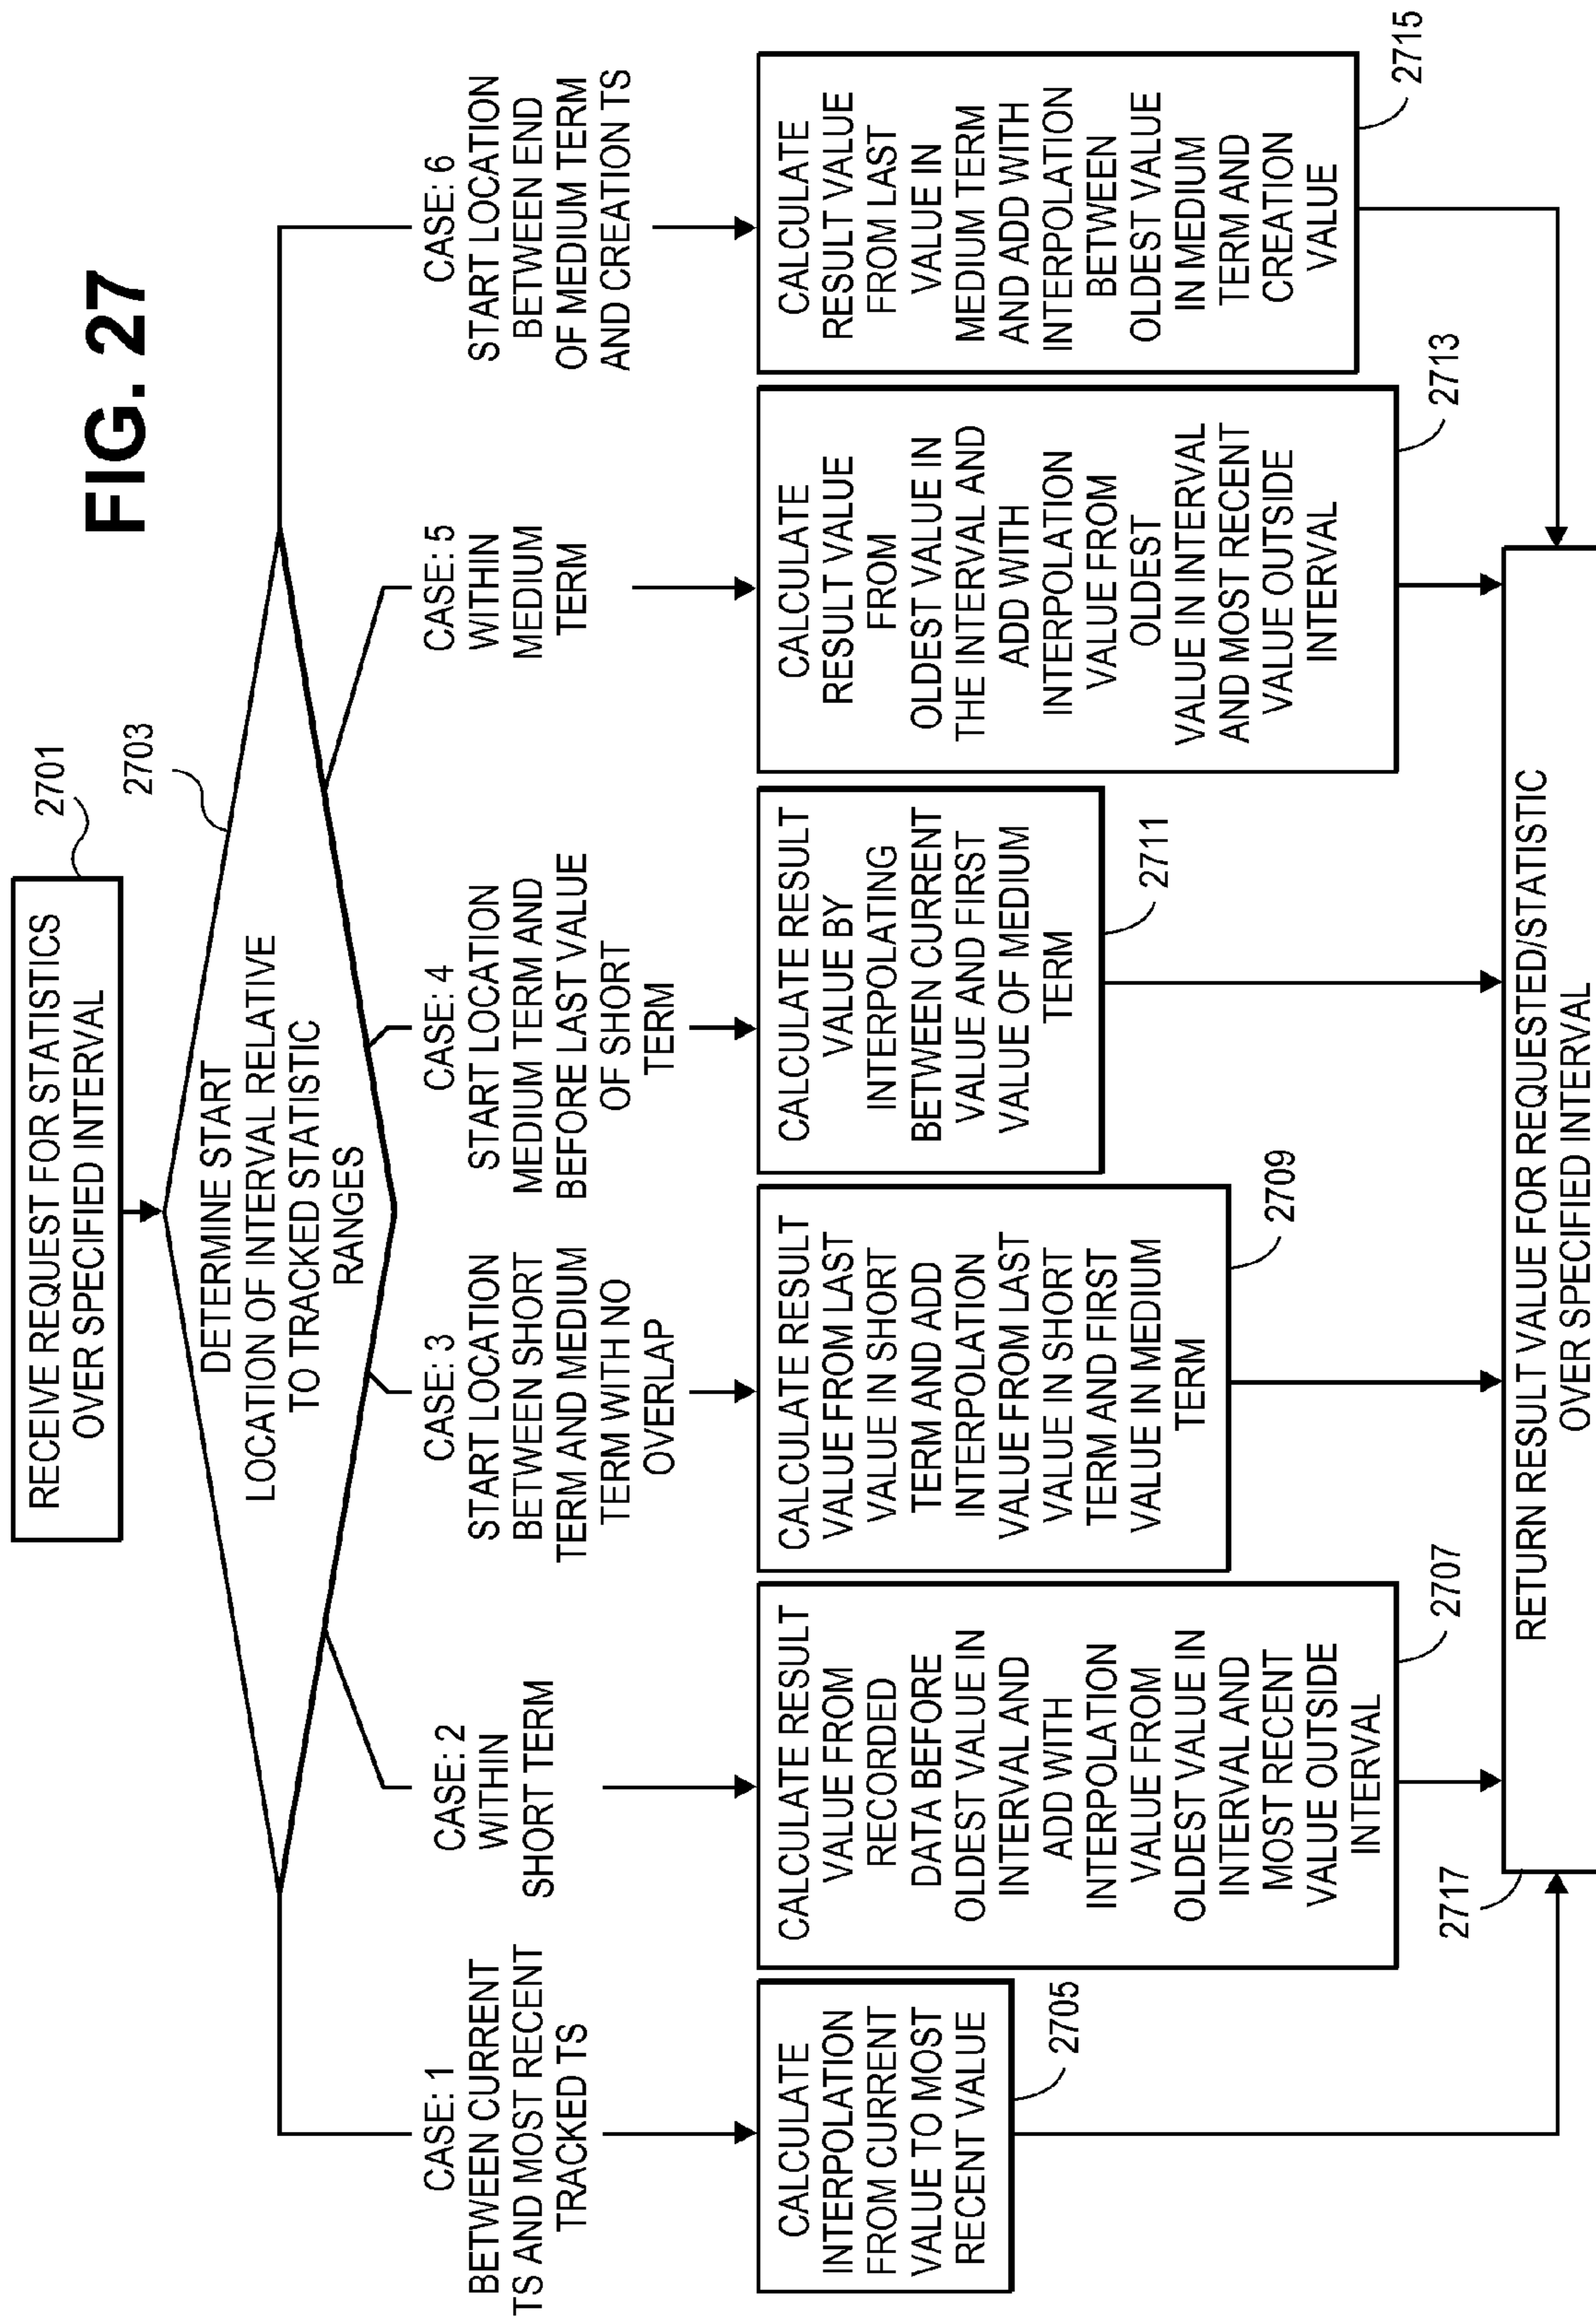 FIG. 27
RECEIVE REQUEST FOR STATISTICS
OVER SPECIFIED INTERVAL
2701
DETERMINE START
LOCATION OF INTERVAL RELATIVE
TO TRACKED STATISTIC
RANGES
2703
CASE: 1
BETWEEN CURRENT
TS AND MOST RECENT
TRACKED TS
CASE: 2
WITHIN
SHORT TERM
CASE: 3
START LOCATION
BETWEEN SHORT
TERM AND MEDIUM
TERM WITH NO
OVERLAP
CASE: 4
START LOCATION
MEDIUM TERM AND
BEFORE LAST VALUE
OF SHORT
TERM
CASE: 5
WITHIN
MEDIUM
TERM
CASE: 6
START LOCATION
BETWEEN END
OF MEDIUM TERM
AND CREATION TS
CALCULATE
INTERPOLATION
FROM CURRENT
VALUE TO MOST
RECENT VALUE
2705
CALCULATE RESULT
VALUE FROM
RECORDED
DATA BEFORE
OLDEST VALUE IN
INTERVAL AND
ADD WITH
INTERPOLATION
VALUE FROM
OLDEST VALUE IN
INTERVAL AND
MOST RECENT
VALUE OUTSIDE
INTERVAL
2707
CALCULATE RESULT
VALUE FROM LAST
VALUE IN SHORT
TERM AND ADD
INTERPOLATION
VALUE FROM LAST
VALUE IN SHORT
TERM AND FIRST
VALUE IN MEDIUM
TERM
2709
CALCULATE RESULT
VALUE BY
INTERPOLATING
BETWEEN CURRENT
VALUE AND FIRST
VALUE OF MEDIUM
TERM
2711
CALCULATE
RESULT VALUE
FROM
OLDEST VALUE IN
THE INTERVAL AND
ADD WITH
INTERPOLATION
VALUE FROM
OLDEST
VALUE IN INTERVAL
AND MOST RECENT
VALUE OUTSIDE
INTERVAL
2713
CALCULATE
RESULT VALUE
FROM LAST
VALUE IN
MEDIUM TERM
AND ADD WITH
INTERPOLATION
BETWEEN
OLDEST VALUE
IN MEDIUM
TERM AND
CREATION
VALUE
2715
2717
RETURN RESULT VALUE FOR REQUESTED/STATISTIC
OVER SPECIFIED INTERVAL